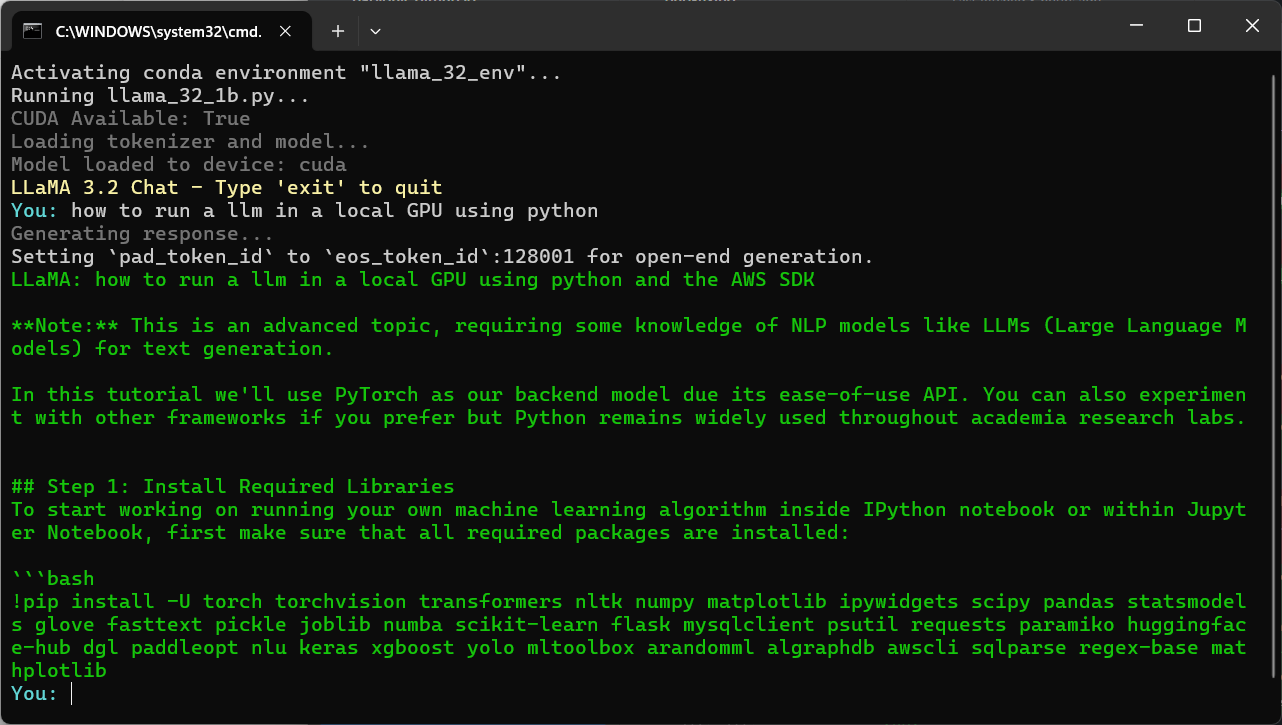 C:\WINDOWS\system32\cmd.
Activating conda environment "llama_32_env"...
Running llama_32_1b.py...
CUDA Available: True
Loading tokenizer and model...
Model loaded to device: cuda
LLaMA 3.2 Chat - Type 'exit' to quit
You: how to run a llm in a local GPU using python
Generating response...
Setting `pad_token_id` to `eos_token_id`:128001 for open-end generation.
LLaMA: how to run a llm in a local GPU using python and the AWS SDK
**Note:** This is an advanced topic, requiring some knowledge of NLP models like LLMs (Large Language M
odels) for text generation.
In this tutorial we'll use PyTorch as our backend model due its ease-of-use API. You can also experimen
t with other frameworks if you prefer but Python remains widely used throughout academia research labs.
## Step 1: Install Required Libraries
To start working on running your own machine learning algorithm inside IPython notebook or within Jupyt
er Notebook, first make sure that all required packages are installed:
```bash
!pip install -U torch torchvision transformers nltk numpy matplotlib ipywidgets scipy pandas statsmodel
s glove fasttext pickle joblib numba scikit-learn flask mysqlclient psutil requests paramiko huggingfac
e-hub dgl paddleopt nlu keras xgboost yolo mltoolbox arandomml algraphdb awscli sqlparse regex-base mat
hplotlib
You: